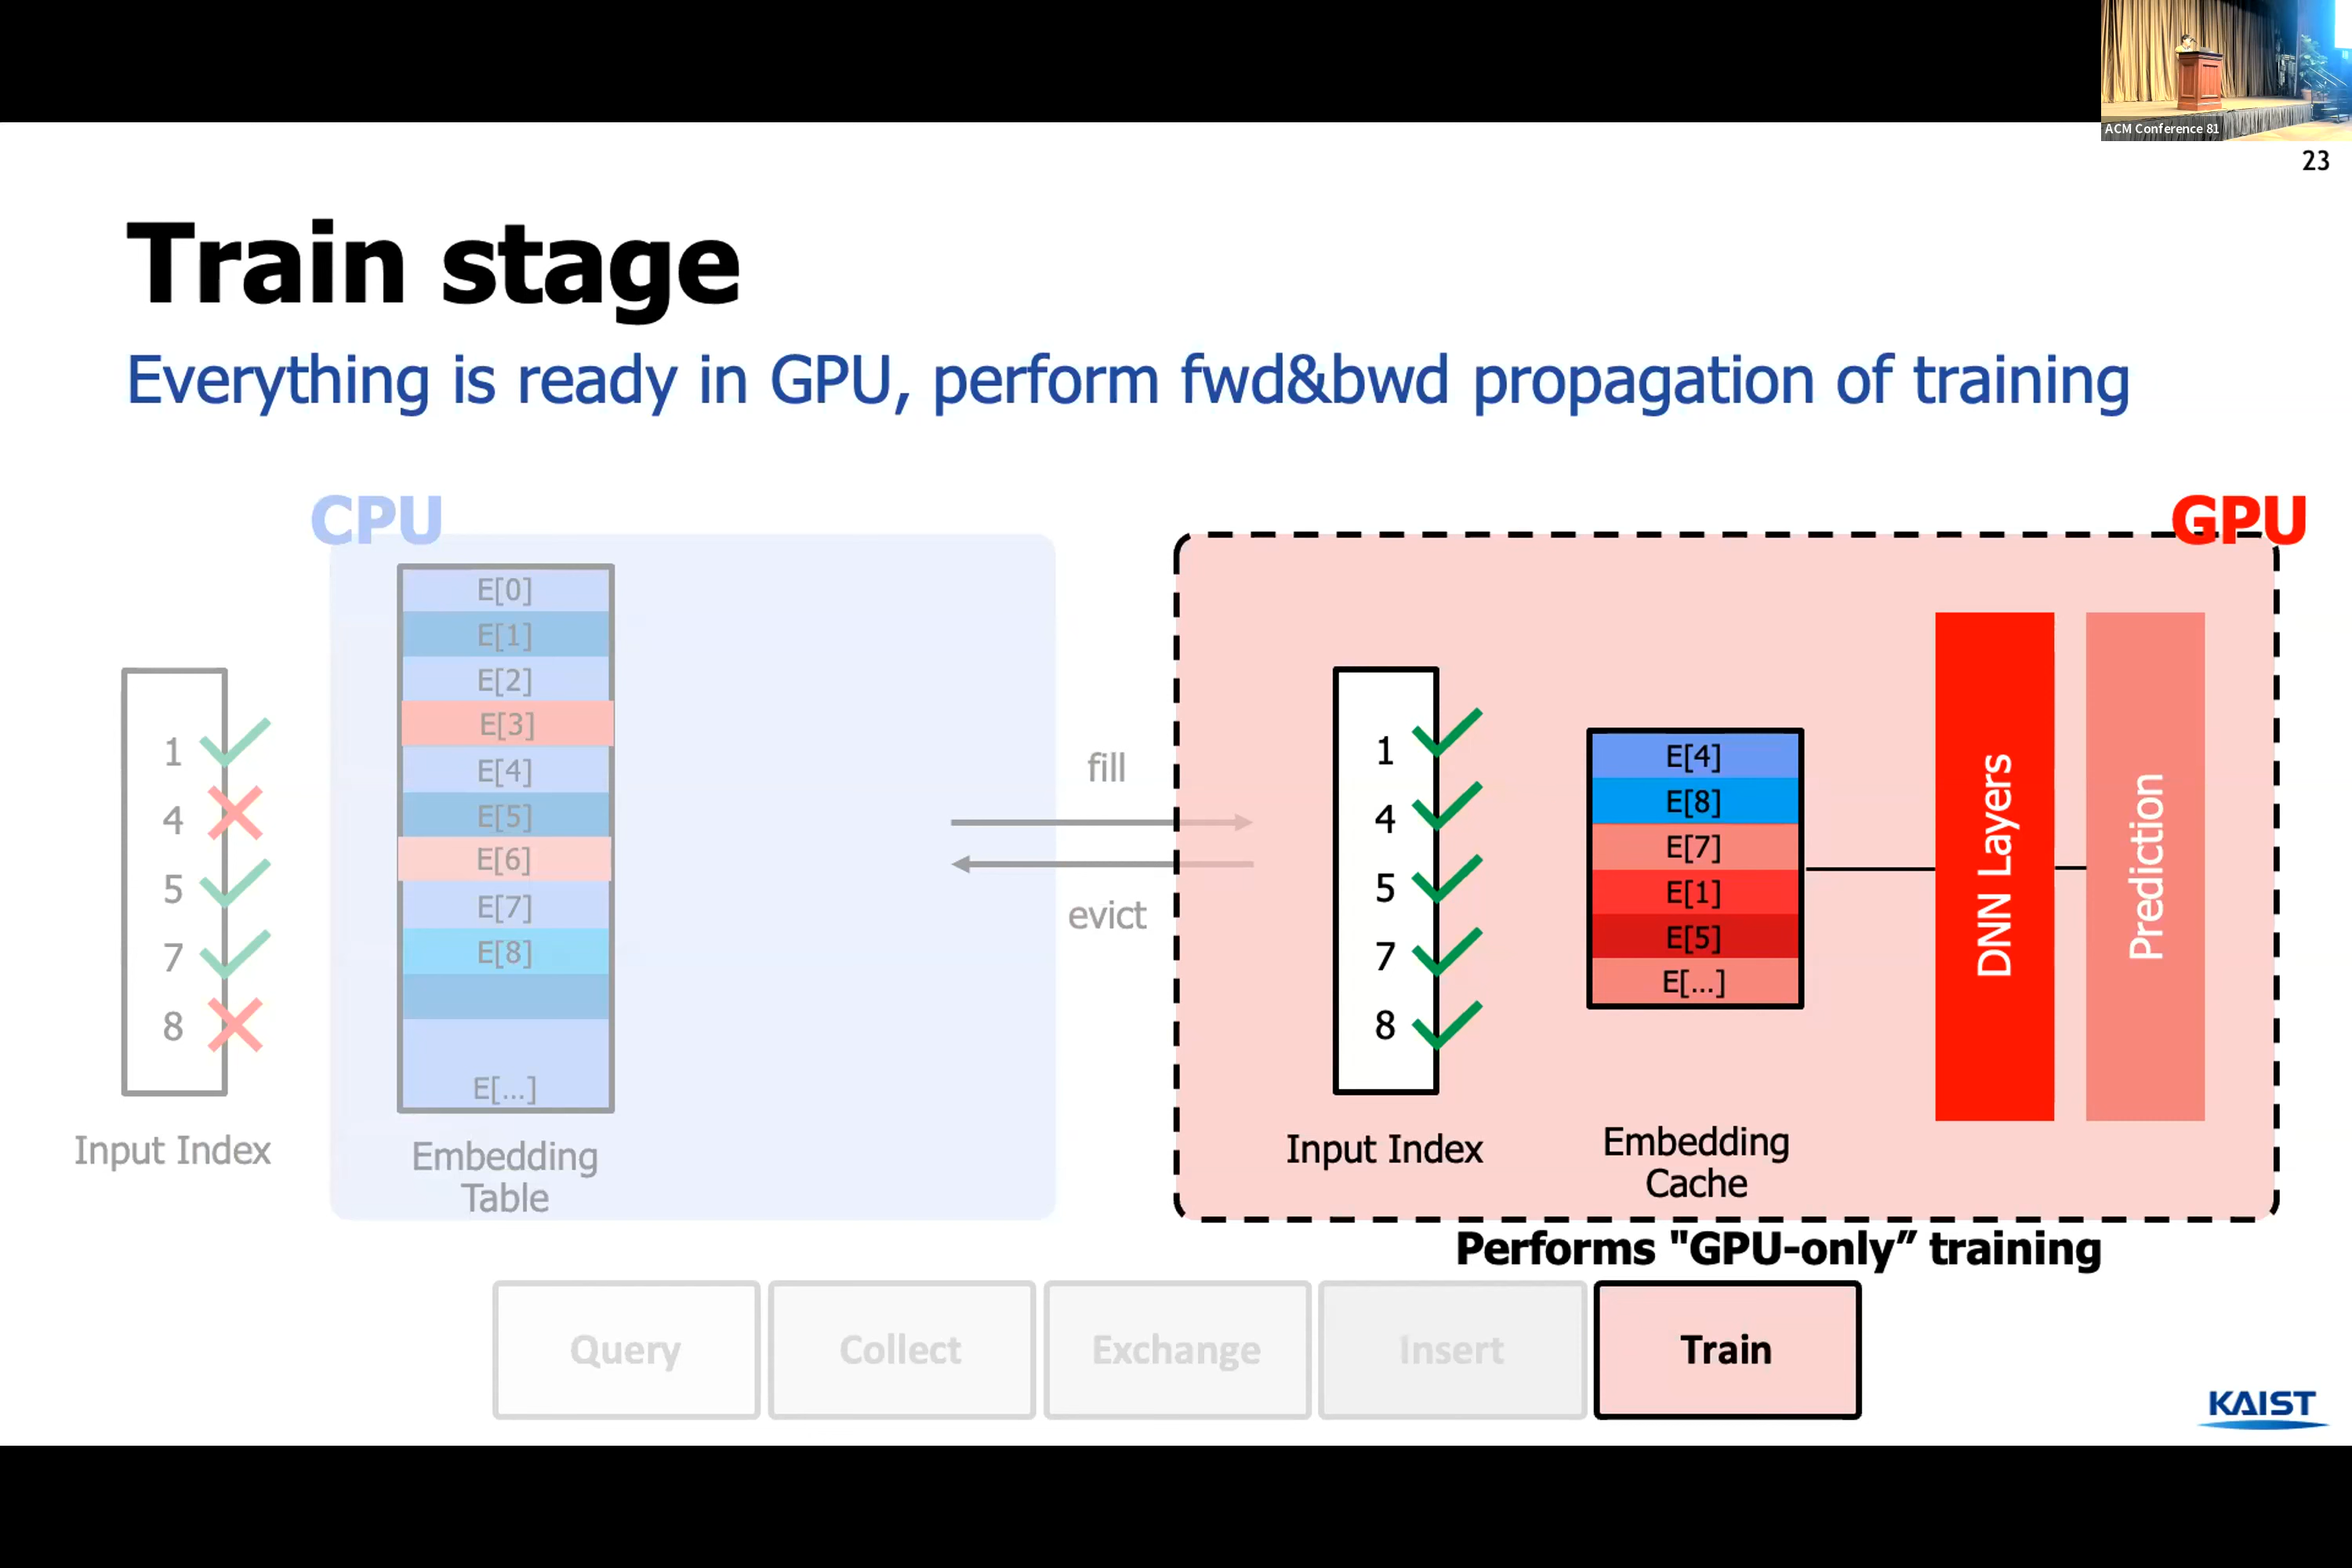 ACM Conference 81
23
Train stage
Everything is ready in GPU, perform fwd&bwd propagation of training
CPU
GPU
1
4
5
7
8
Input Index
E[0]
E[1]
E[2]
E[3]
E[4]
E[5]
E[6]
E[7]
E[8]
E[...]
Embedding
Table
fill
evict
1
4
5
7
8
Input Index
E[4]
E[8]
E[7]
E[1]
E[5]
E[...]
Embedding
Cache
DNN Layers
Prediction
Performs "GPU-only” training
Query
Collect
Exchange
Insert
Train
KAIST